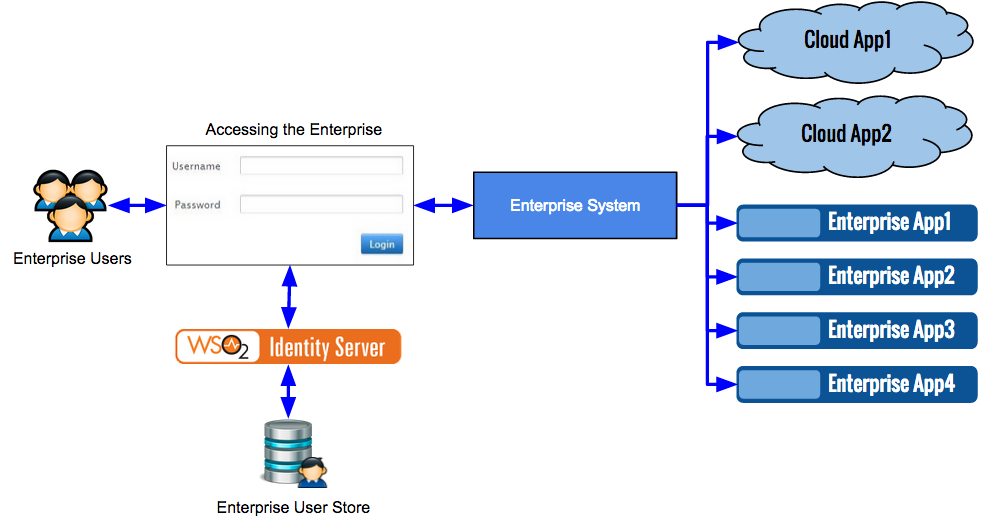 Cloud App1
Cloud App2
Accessing the Enterprise
Username
Password
Login
Enterprise Users
Enterprise System
Enterprise App1
Enterprise App2
Enterprise App3
Enterprise App4
WSO2 Identity Server
Enterprise User Store